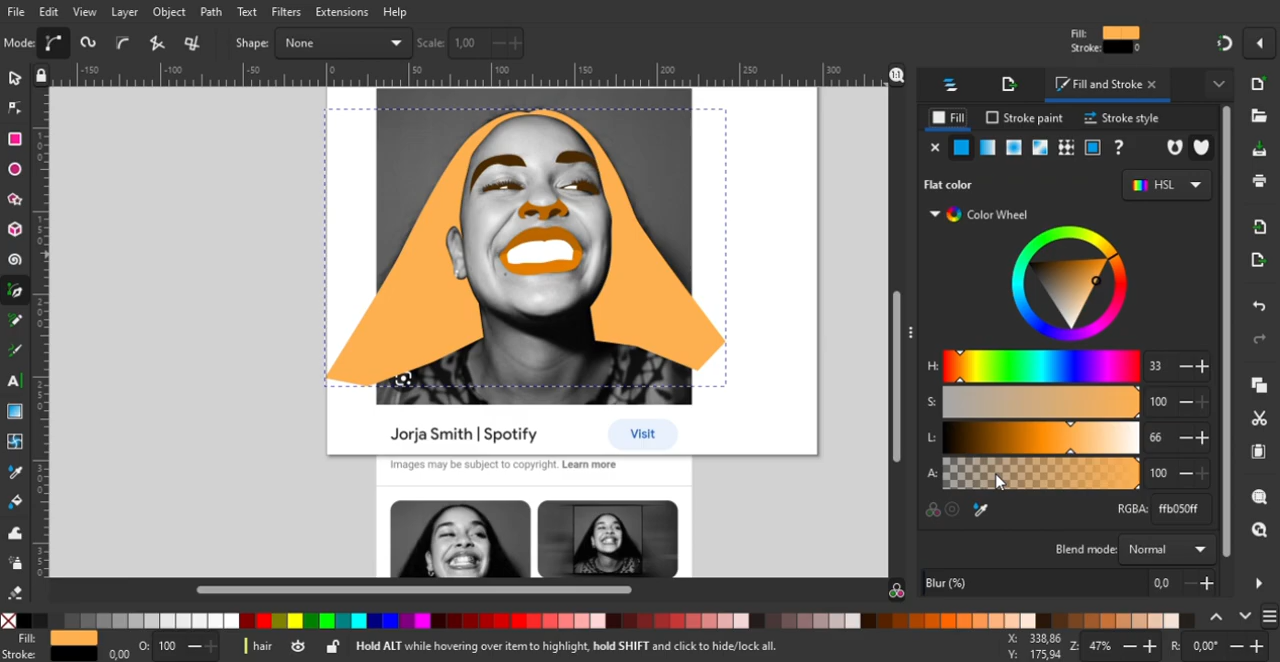 File Edit View Layer Object Path Text Filters Extensions Help
Mode: Shape: None Scale: 1,00 Fill: Stroke: 0
-150 -100 -50 0 50 100 150 200 250 300
Fill and Stroke
Fill Stroke paint Stroke style
?
Flat color HSL
Color Wheel
H: 33
S: 100
L: 66
A: 100
RGBA: ffb050ff
Blend mode: Normal
Blur (%) 0,0
Jorja Smith | Spotify Visit
Images may be subject to copyright. Learn more
Fill: O: 100 hair Hold ALT while hovering over item to highlight, hold SHIFT and click to hide/lock all. X: 338,86 Z: 47% R: 0,00°
Stroke: 0,00 Y: 175,94